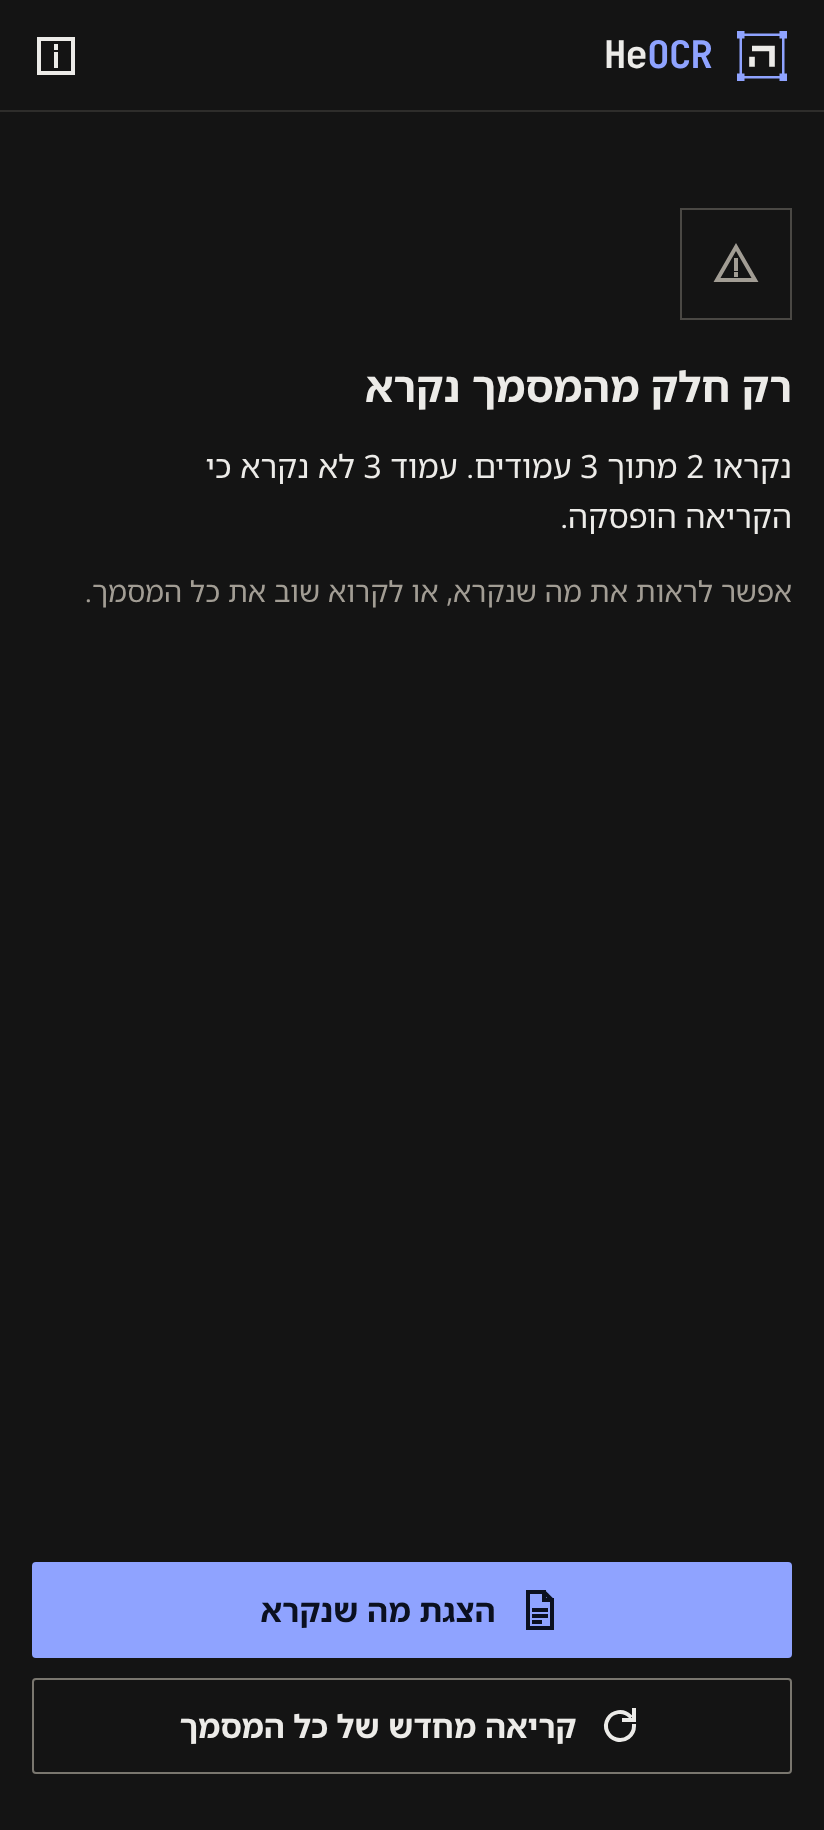 ה HeOCR
רק חלק מהמסמך נקרא
נקראו 2 מתוך 3 עמודים. עמוד 3 לא נקרא כי
הקריאה הופסקה.
אפשר לראות את מה שנקרא, או לקרוא שוב את כל המסמך.
הצגת מה שנקרא
קריאה מחדש של כל המסמך